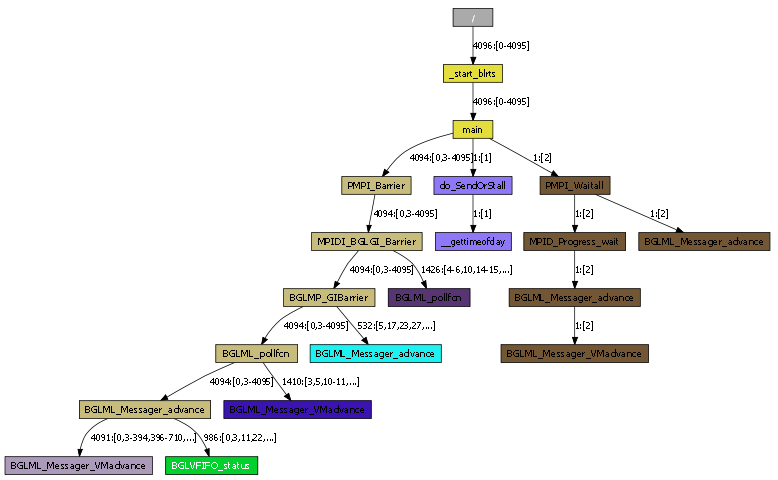 /
4096:[0-4095]
_start_blrts
4096:[0-4095]
main
4094:[0,3-4095]
1:[1]
1:[2]
PMPI_Barrier
do_SendOrStall
PMPI_Waitall
4094:[0,3-4095]
1:[1]
1:[2]
1:[2]
MPIDI_BGLGI_Barrier
__gettimeofday
MPID_Progress_wait
BGLML_Messager_advance
4094:[0,3-4095]
1426:[4-6,10,14-15,...]
1:[2]
BGLMP_GIBarrier
BGLML_pollfcn
BGLML_Messager_advance
4094:[0,3-4095]
532:[5,17,23,27,...]
1:[2]
BGLML_pollfcn
BGLML_Messager_advance
BGLML_Messager_VMadvance
4094:[0,3-4095]
1410:[3,5,10-11,...]
BGLML_Messager_advance
BGLML_Messager_VMadvance
4091:[0,3-394,396-710,...]
986:[0,3,11,22,...]
BGLML_Messager_VMadvance
BGLVFIFO_status